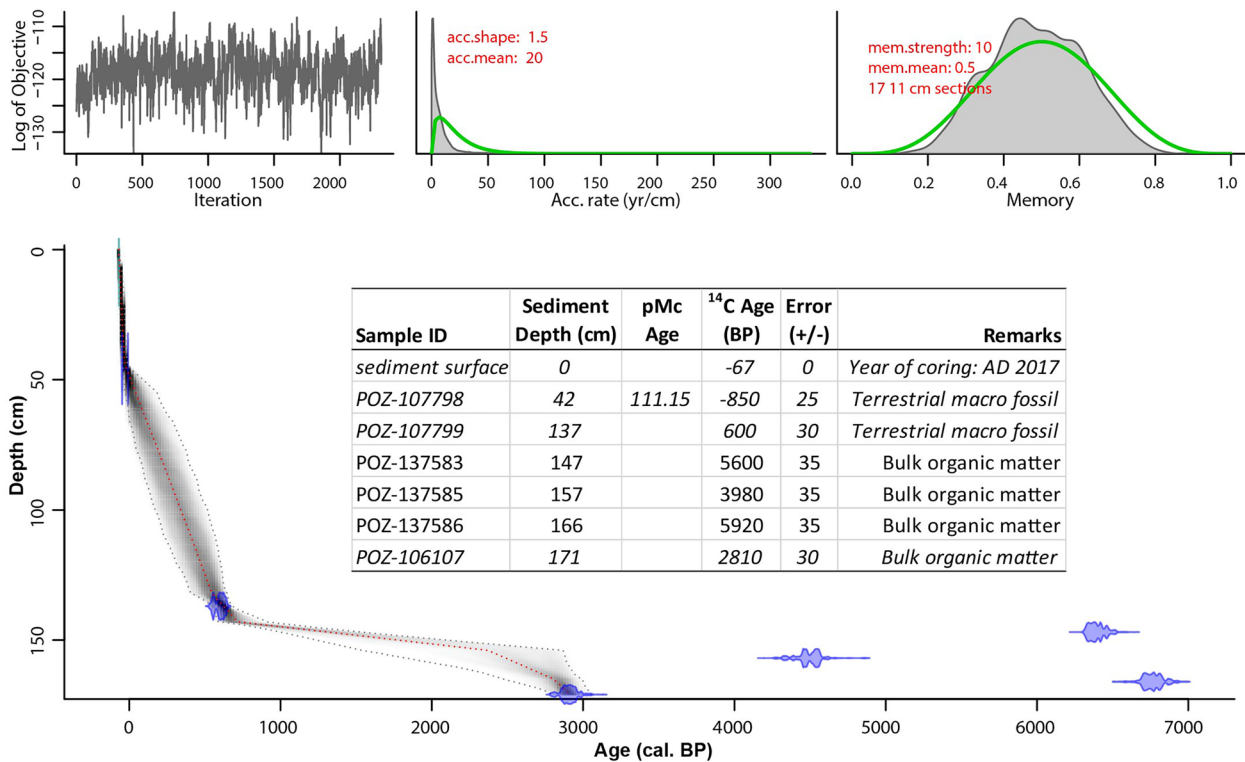 −110
−120
−130
Log of Objective
0 500 1000 1500 2000
Iteration
acc.shape: 1.5
acc.mean: 20
0 50 100 150 200 250 300
Acc. rate (yr/cm)
mem.strength: 10
mem.mean: 0.5
17 11 cm sections
0.0 0.2 0.4 0.6 0.8 1.0
Memory
0
50
100
150
Depth (cm)
Sample ID Sediment Depth (cm) pMc Age 14C Age (BP) Error (+/-) Remarks
sediment surface 0 -67 0 Year of coring: AD 2017
POZ-107798 42 111.15 -850 25 Terrestrial macro fossil
POZ-107799 137 600 30 Terrestrial macro fossil
POZ-137583 147 5600 35 Bulk organic matter
POZ-137585 157 3980 35 Bulk organic matter
POZ-137586 166 5920 35 Bulk organic matter
POZ-106107 171 2810 30 Bulk organic matter
0 1000 2000 3000 4000 5000 6000 7000
Age (cal. BP)